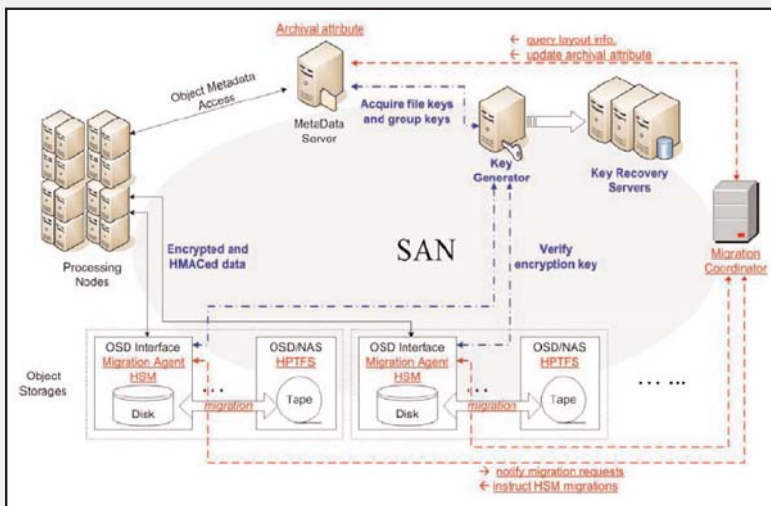 Archival attribute
← query layout info.
← update archival attribute
Object Metadata
Access
MetaData
Server
Acquire file keys
and group keys
Key
Generator
Key Recovery
Servers
Migration
Coordinator
Processing
Nodes
Encrypted and
HMACed data
SAN
Verify
encryption key
Object
Storages
OSD Interface
Migration Agent
HSM
Disk
migration
OSD/NAS
HPTFS
Tape
OSD Interface
Migration Agent
HSM
Disk
migration
OSD/NAS
HPTFS
Tape
... ...
→ notify migration requests
← instruct HSM migrations